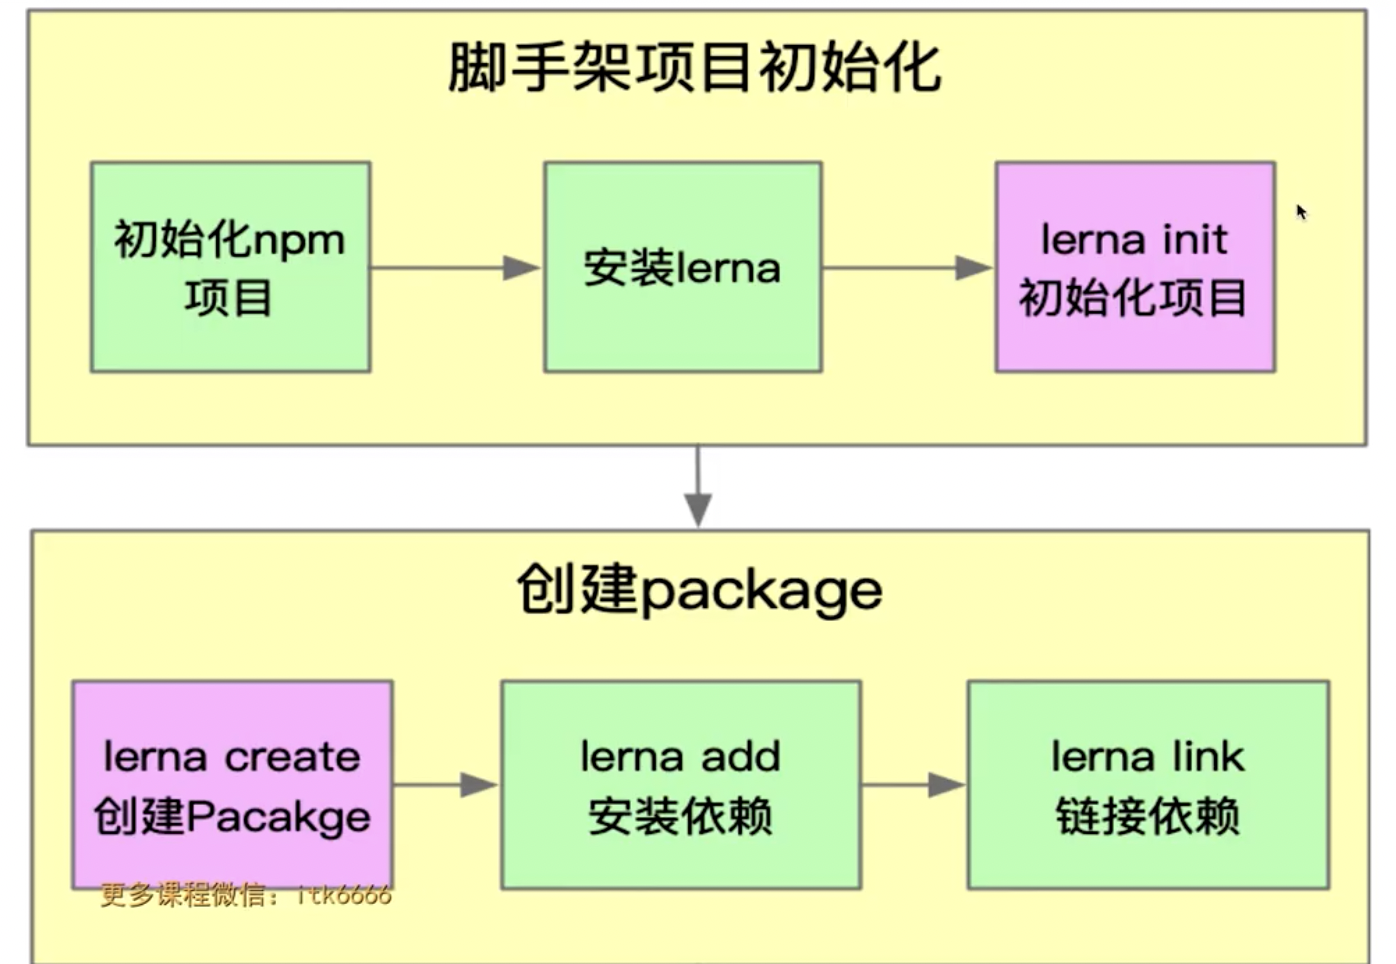 脚手架项目初始化
初始化npm
项目
安装lerna
lerna init
初始化项目
创建package
lerna create
创建Pacakge
lerna add
安装依赖
lerna link
链接依赖
更多课程微信：itk6666